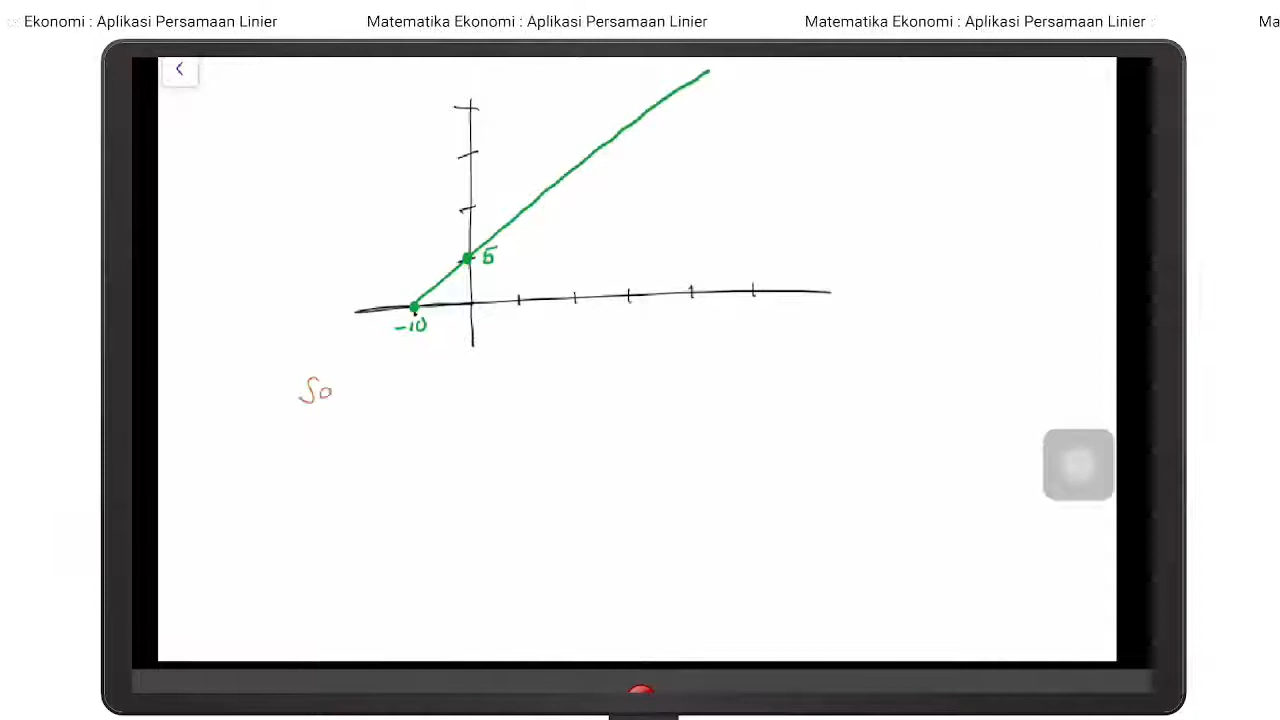 Ekonomi : Aplikasi Persamaan Linier Matematika Ekonomi : Aplikasi Persamaan Linier Matematika Ekonomi : Aplikasi Persamaan Linier Ma
5
-10
So